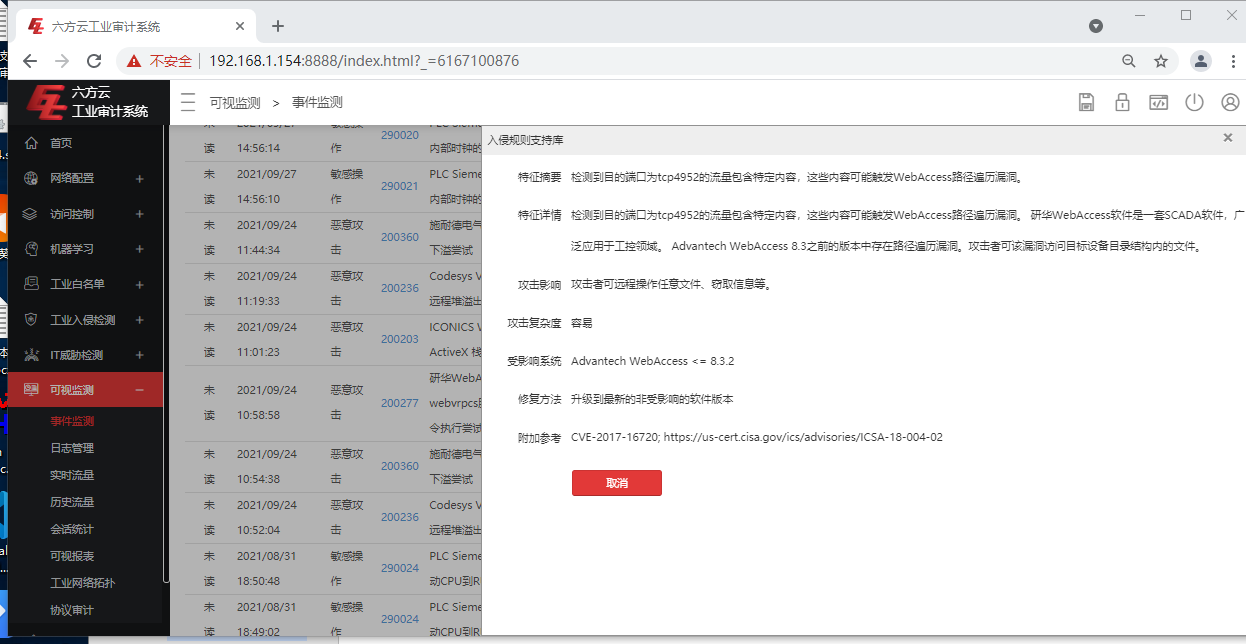 六方云工业审计系统
不安全
192.168.1.154:8888/index.html?_=6167100876
六方云
工业审计系统
可视监测 > 事件监测
首页
网络配置
访问控制
机器学习
工业白名单
工业入侵检测
IT威胁检测
可视监测
事件监测
日志管理
实时流量
历史流量
会话统计
可视报表
工业网络拓扑
协议审计
290020
读 14:56:14 作 内部时钟的
未 2021/09/27 敏感操 290021 PLC Sieme
读 14:56:10 作 内部时钟的
未 2021/09/24 恶意攻 200360 施耐德电气
读 11:44:34 击 下溢尝试
未 2021/09/24 恶意攻 200236 Codesys V
读 11:19:33 击 远程堆溢出
未 2021/09/24 恶意攻 200203 ICONICS V
读 11:01:23 击 ActiveX 栈
研华WebA
未 2021/09/24 恶意攻 200277 webvrpcs
读 10:58:58 击 令执行尝试
未 2021/09/24 恶意攻 200360 施耐德电气
读 10:54:38 击 下溢尝试
未 2021/09/24 恶意攻 200236 Codesys V
读 10:52:04 击 远程堆溢出
未 2021/08/31 敏感操 290024 PLC Sieme
读 18:50:48 作 动CPU到R
未 2021/08/31 敏感操 290024 PLC Sieme
读 18:49:02 作 动CPU到R
入侵规则支持库
特征摘要 检测到目的端口为tcp4952的流量包含特定内容，这些内容可能触发WebAccess路径遍历漏洞。
特征详情 检测到目的端口为tcp4952的流量包含特定内容，这些内容可能触发WebAccess路径遍历漏洞。 研华WebAccess软件是一套SCADA软件，广
泛应用于工控领域。 Advantech WebAccess 8.3之前的版本中存在路径遍历漏洞。攻击者可该漏洞访问目标设备目录结构内的文件。
攻击影响 攻击者可远程操作任意文件、窃取信息等。
攻击复杂度 容易
受影响系统 Advantech WebAccess <= 8.3.2
修复方法 升级到最新的非受影响的软件版本
附加参考 CVE-2017-16720; https://us-cert.cisa.gov/ics/advisories/ICSA-18-004-02
取消